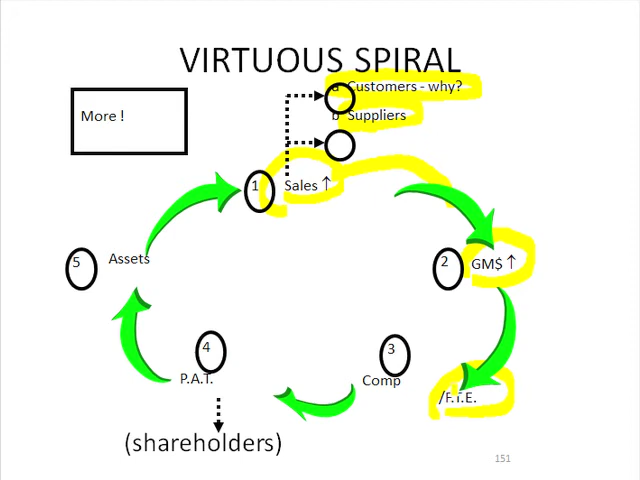 VIRTUOUS SPIRAL
a Customers - why?
b Suppliers
More !
1 Sales ↑
2 GM$ ↑
5 Assets
4
P.A.T.
3
Comp /F.T.E.
(shareholders)
151